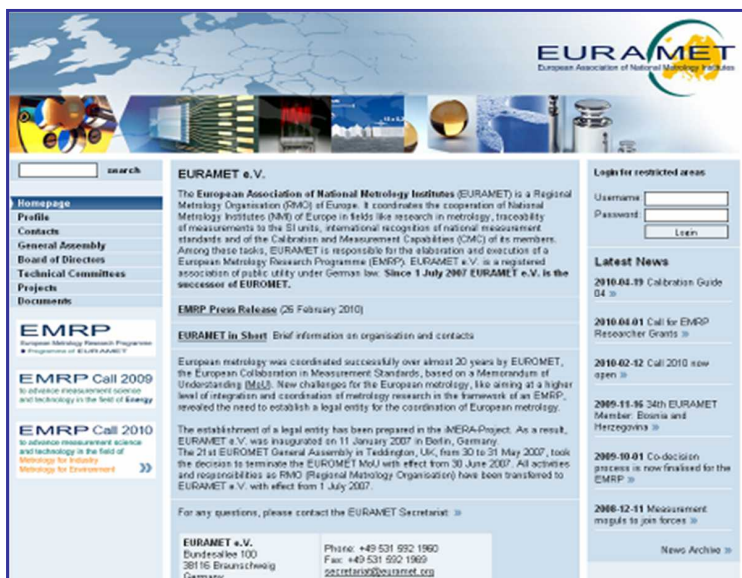 EURAMET
European Association of National Metrology Institutes
search
Homepage
Profile
Contacts
General Assembly
Board of Directors
Technical Committees
Projects
Documents
EMRP
European Metrology Research Programme
Programme of EURAMET
EMRP Call 2009
to advance measurement science
and technology in the field of Energy
EMRP Call 2010
to advance measurement science
and technology in the field of
Metrology for Industry
Metrology for Environment »
EURAMET e.V.
The European Association of National Metrology Institutes (EURAMET) is a Regional
Metrology Organisation (RMO) of Europe. It coordinates the cooperation of National
Metrology Institutes (NMI) of Europe in fields like research in metrology, traceability
of measurements to the SI units, international recognition of national measurement
standards and of the Calibration and Measurement Capabilities (CMC) of its members.
Among these tasks, EURAMET is responsible for the elaboration and execution of a
European Metrology Research Programme (EMRP). EURAMET e.V. is a registered
association of public utility under German law. Since 1 July 2007 EURAMET e.V. is the
successor of EUROMET.
EMRP Press Release (26 February 2010)
EURAMET in Short Brief information on organisation and contacts
European metrology was coordinated successfully over almost 20 years by EUROMET,
the European Collaboration in Measurement Standards, based on a Memorandum of
Understanding (MoU). New challenges for the European metrology, like aiming at a higher
level of integration and coordination of metrology research in the framework of an EMRP,
revealed the need to establish a legal entity for the coordination of European metrology.
The establishment of a legal entity has been prepared in the iMERA-Project. As a result,
EURAMET e.V. was inaugurated on 11 January 2007 in Berlin, Germany.
The 21st EUROMET General Assembly in Teddington, UK, from 30 to 31 May 2007, took
the decision to terminate the EUROMET MoU with effect from 30 June 2007. All activities
and responsibilities as RMO (Regional Metrology Organisation) have been transferred to
EURAMET e.V. with effect from 1 July 2007.
For any questions, please contact the EURAMET Secretariat: »
EURAMET e.V.
Bundesallee 100
38116 Braunschweig
Germany
Phone: +49 531 592 1960
Fax: +49 531 592 1969
secretariat@euramet.org
Login for restricted areas
Username:
Password:
Login
Latest News
2010-04-19 Calibration Guide
04 »
2010-04-01 Call for EMRP
Researcher Grants »
2010-02-12 Call 2010 now
open »
2009-11-16 34th EURAMET
Member: Bosnia and
Herzegovina »
2009-10-01 Co-decision
process is now finalised for the
EMRP »
2008-12-11 Measurement
moguls to join forces »
News Archive »